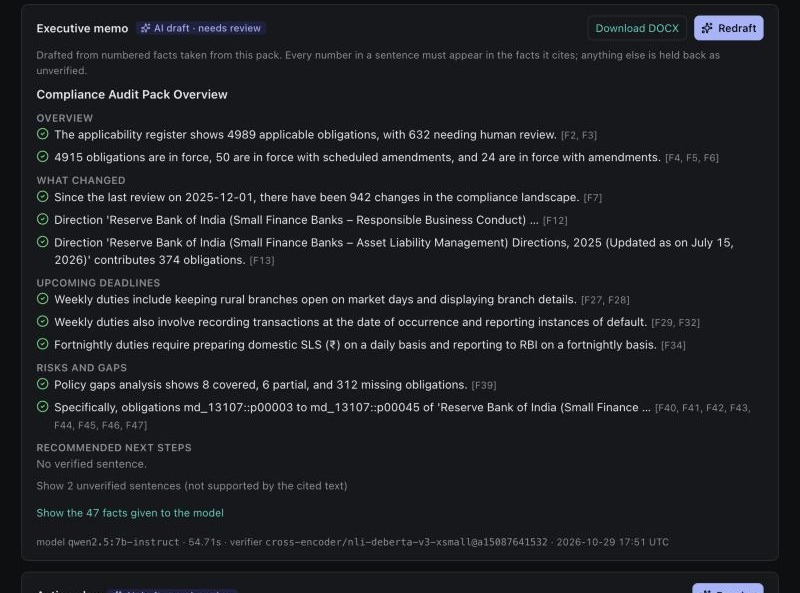 Executive memo AI draft · needs review Download DOCX Redraft
Drafted from numbered facts taken from this pack. Every number in a sentence must appear in the facts it cites; anything else is held back as
unverified.
Compliance Audit Pack Overview
OVERVIEW
The applicability register shows 4989 applicable obligations, with 632 needing human review. [F2, F3]
4915 obligations are in force, 50 are in force with scheduled amendments, and 24 are in force with amendments. [F4, F5, F6]
WHAT CHANGED
Since the last review on 2025-12-01, there have been 942 changes in the compliance landscape. [F7]
Direction 'Reserve Bank of India (Small Finance Banks – Responsible Business Conduct) ... [F12]
Direction 'Reserve Bank of India (Small Finance Banks – Asset Liability Management) Directions, 2025 (Updated as on July 15,
2026)' contributes 374 obligations. [F13]
UPCOMING DEADLINES
Weekly duties include keeping rural branches open on market days and displaying branch details. [F27, F28]
Weekly duties also involve recording transactions at the date of occurrence and reporting instances of default. [F29, F32]
Fortnightly duties require preparing domestic SLS (₹) on a daily basis and reporting to RBI on a fortnightly basis. [F34]
RISKS AND GAPS
Policy gaps analysis shows 8 covered, 6 partial, and 312 missing obligations. [F39]
Specifically, obligations md_13107::p00003 to md_13107::p00045 of 'Reserve Bank of India (Small Finance ... [F40, F41, F42, F43,
F44, F45, F46, F47]
RECOMMENDED NEXT STEPS
No verified sentence.
Show 2 unverified sentences (not supported by the cited text)
Show the 47 facts given to the model
model qwen2.5:7b-instruct · 54.71s · verifier cross-encoder/nli-deberta-v3-xsmall@a15087641532 · 2026-10-29 17:51 UTC